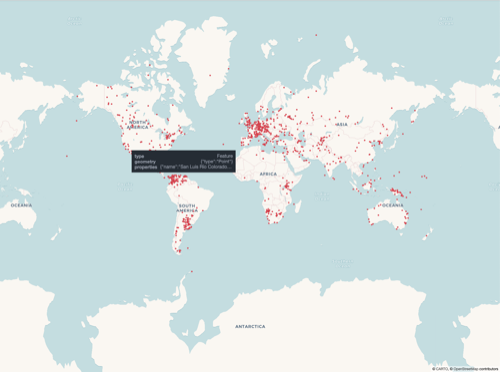 NORTH
AMERICA
ASIA
type Feature
geometry {"type":"Point"}
properties {"name":"San Luis Rio Colorado...
AFRICA
OCEANIA
SOUTH
AMERICA
OCEANIA
ANTARCTICA
© CARTO, © OpenStreetMap contributors